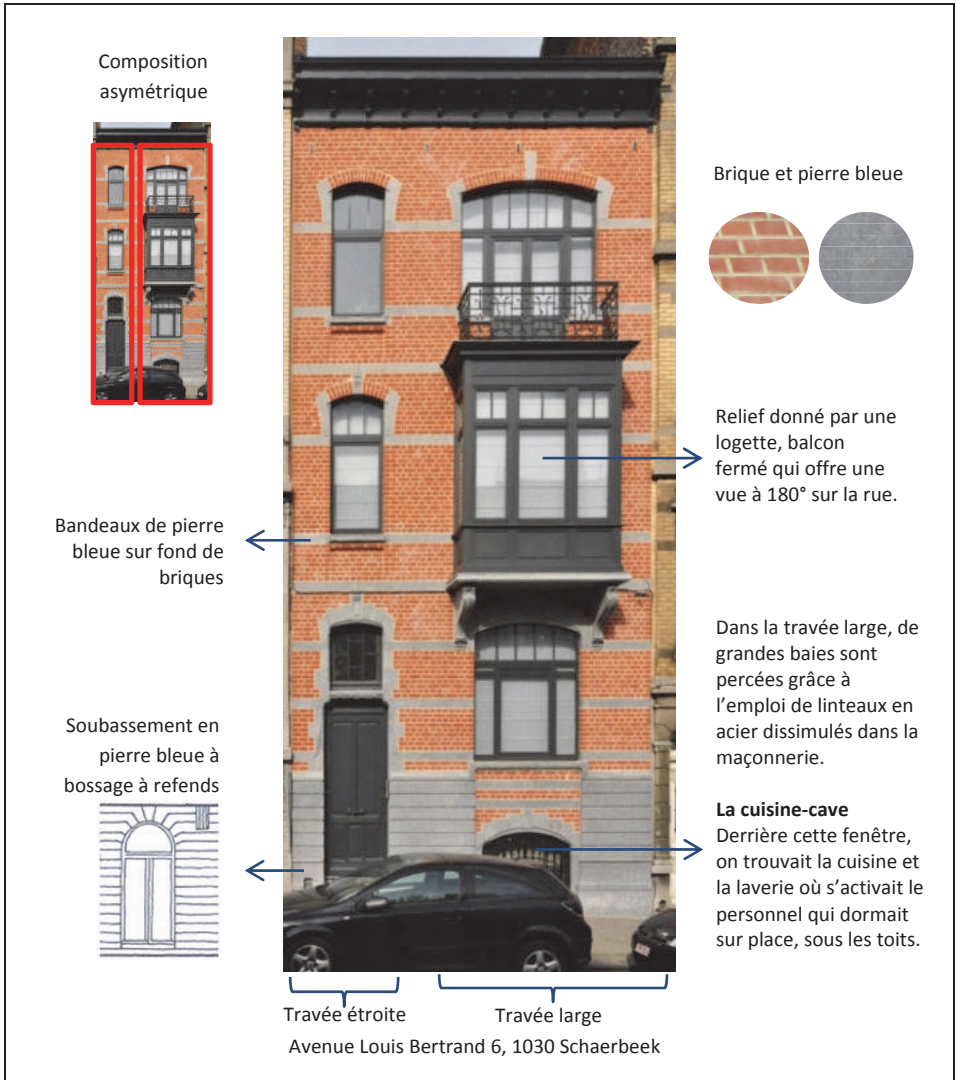 Composition
asymétrique
Brique et pierre bleue
Relief donné par une
logette, balcon
fermé qui offre une
vue à 180° sur la rue.
Bandeaux de pierre
bleue sur fond de
briques
Dans la travée large, de
grandes baies sont
percées grâce à
l’emploi de linteaux en
acier dissimulés dans la
maçonnerie.
Soubassement en
pierre bleue à
bossage à refends
La cuisine-cave
Derrière cette fenêtre,
on trouvait la cuisine et
la laverie où s’activait le
personnel qui dormait
sur place, sous les toits.
Travée étroite
Travée large
Avenue Louis Bertrand 6, 1030 Schaerbeek